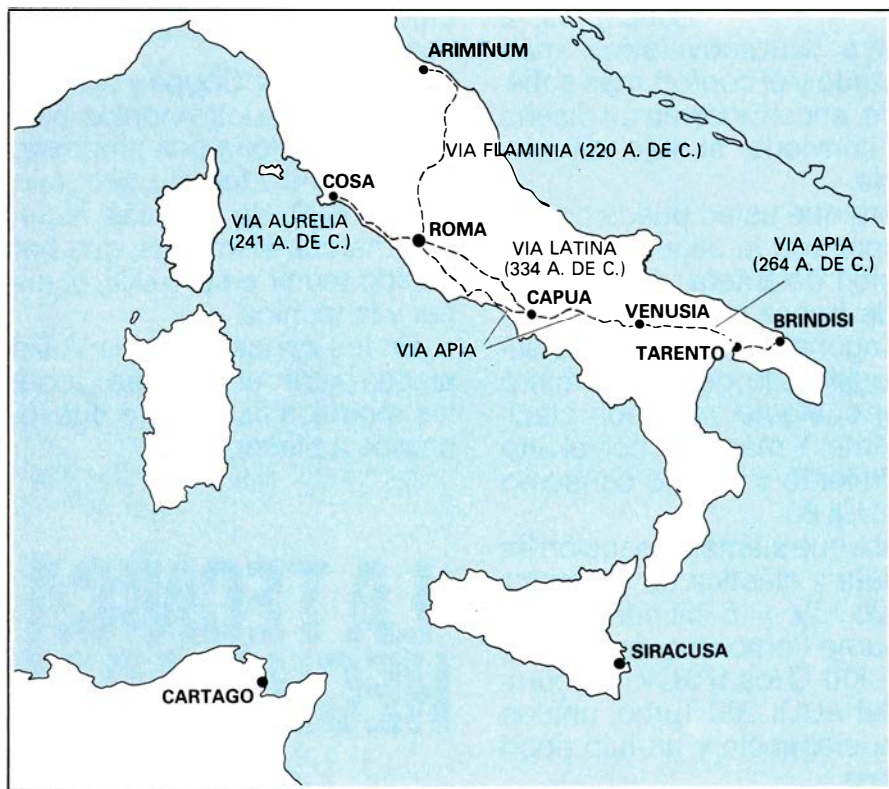 ARIMINUM
VIA FILAMINIA (220 A. DE C.)
COSA
VIA AURELIA
(241 A. DE C.)
ROMA
VIA LATINA
(334 A. DE C.)
VIA APIA
(264 A. DE C.)
CAPUA
VENUSIA
BRINDISI
VIA APIA
TARENTO
SIRACUSA
CARTAGO